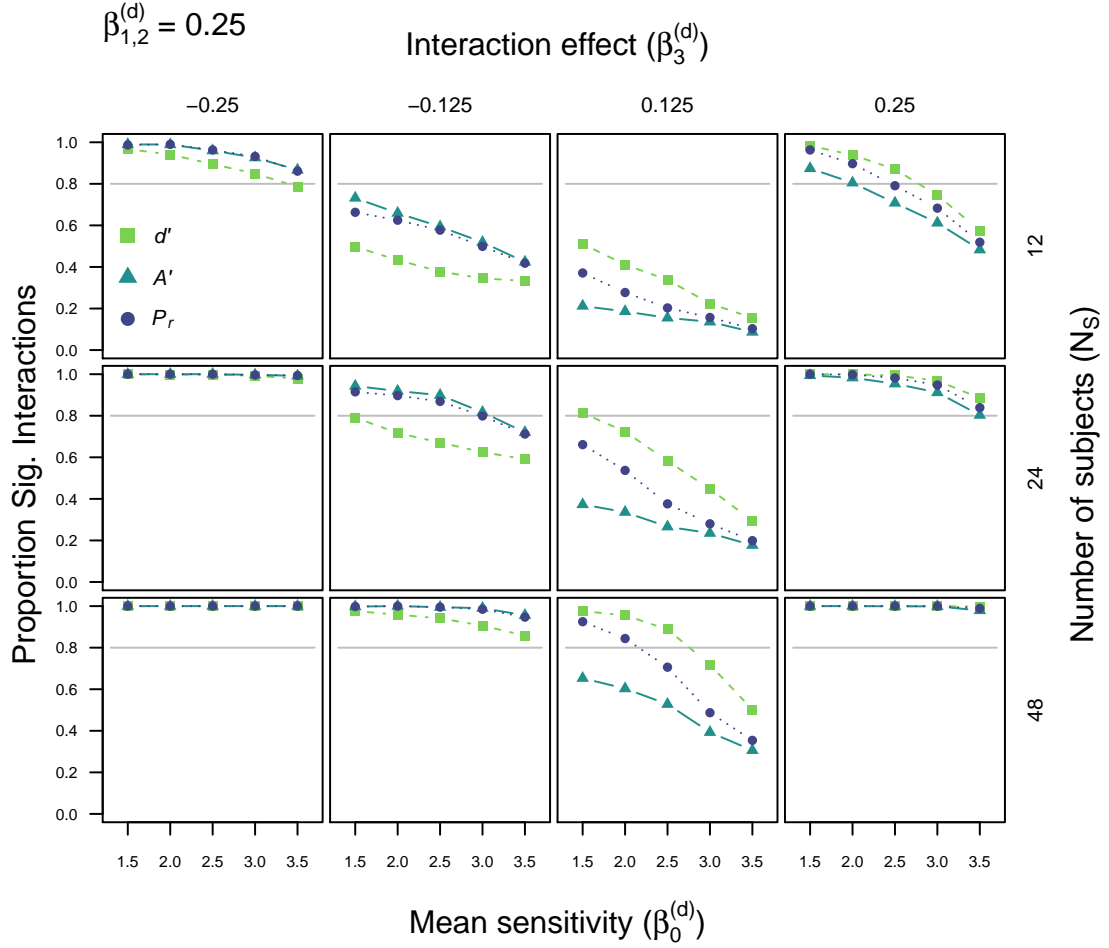 β₁,₂⁽ᵈ⁾ = 0.25
Interaction effect (β₃⁽ᵈ⁾)
−0.25 −0.125 0.125 0.25
Proportion Sig. Interactions
1.0
0.8
0.6
0.4
0.2
0.0
d′
A′
Pᵣ
12
1.0
0.8
0.6
0.4
0.2
0.0
24
1.0
0.8
0.6
0.4
0.2
0.0
48
Number of subjects (N_S)
1.5 2.0 2.5 3.0 3.5 1.5 2.0 2.5 3.0 3.5 1.5 2.0 2.5 3.0 3.5 1.5 2.0 2.5 3.0 3.5
Mean sensitivity (β₀⁽ᵈ⁾)